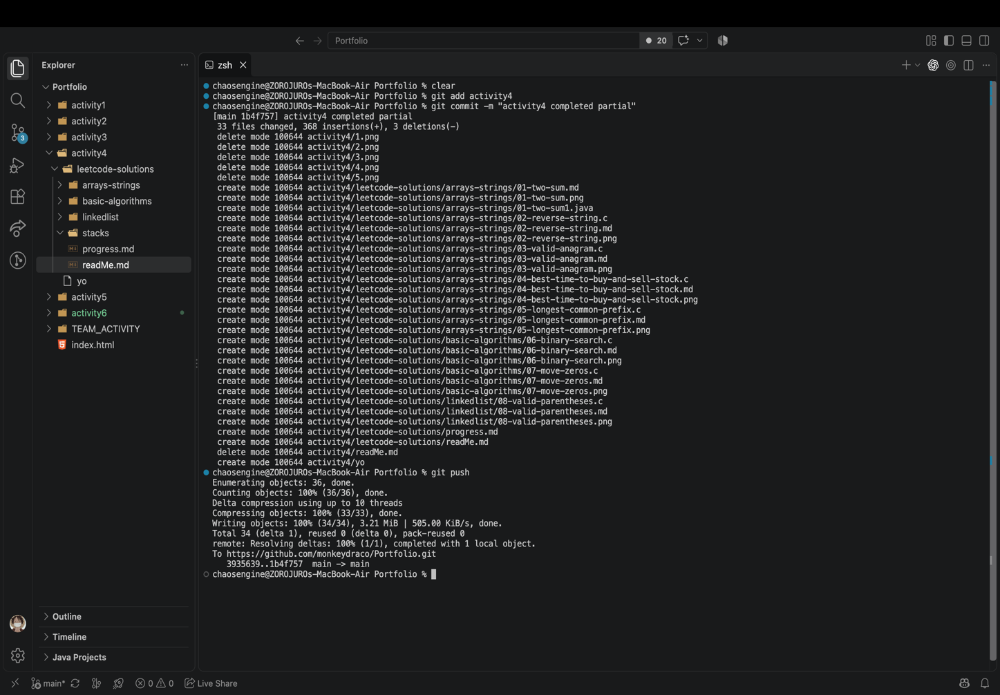 Portfolio
20
Explorer
Portfolio
activity1
activity2
activity3
activity4
leetcode-solutions
arrays-strings
basic-algorithms
linkedlist
stacks
progress.md
readMe.md
yo
activity5
activity6
TEAM_ACTIVITY
index.html
3
Outline
Timeline
Java Projects
zsh
chaosengine@ZOROJUROs-MacBook-Air Portfolio % clear
chaosengine@ZOROJUROs-MacBook-Air Portfolio % git add activity4
chaosengine@ZOROJUROs-MacBook-Air Portfolio % git commit -m "activity4 completed partial"
[main 1b4f757] activity4 completed partial
33 files changed, 368 insertions(+), 3 deletions(-)
delete mode 100644 activity4/1.png
delete mode 100644 activity4/2.png
delete mode 100644 activity4/3.png
delete mode 100644 activity4/4.png
delete mode 100644 activity4/5.png
create mode 100644 activity4/leetcode-solutions/arrays-strings/01-two-sum.md
create mode 100644 activity4/leetcode-solutions/arrays-strings/01-two-sum.png
create mode 100644 activity4/leetcode-solutions/arrays-strings/01-two-sum1.java
create mode 100644 activity4/leetcode-solutions/arrays-strings/02-reverse-string.c
create mode 100644 activity4/leetcode-solutions/arrays-strings/02-reverse-string.md
create mode 100644 activity4/leetcode-solutions/arrays-strings/02-reverse-string.png
create mode 100644 activity4/leetcode-solutions/arrays-strings/03-valid-anagram.c
create mode 100644 activity4/leetcode-solutions/arrays-strings/03-valid-anagram.md
create mode 100644 activity4/leetcode-solutions/arrays-strings/03-valid-anagram.png
create mode 100644 activity4/leetcode-solutions/arrays-strings/04-best-time-to-buy-and-sell-stock.c
create mode 100644 activity4/leetcode-solutions/arrays-strings/04-best-time-to-buy-and-sell-stock.md
create mode 100644 activity4/leetcode-solutions/arrays-strings/04-best-time-to-buy-and-sell-stock.png
create mode 100644 activity4/leetcode-solutions/arrays-strings/05-longest-common-prefix.c
create mode 100644 activity4/leetcode-solutions/arrays-strings/05-longest-common-prefix.md
create mode 100644 activity4/leetcode-solutions/arrays-strings/05-longest-common-prefix.png
create mode 100644 activity4/leetcode-solutions/basic-algorithms/06-binary-search.c
create mode 100644 activity4/leetcode-solutions/basic-algorithms/06-binary-search.md
create mode 100644 activity4/leetcode-solutions/basic-algorithms/06-binary-search.png
create mode 100644 activity4/leetcode-solutions/basic-algorithms/07-move-zeros.c
create mode 100644 activity4/leetcode-solutions/basic-algorithms/07-move-zeros.md
create mode 100644 activity4/leetcode-solutions/basic-algorithms/07-move-zeros.png
create mode 100644 activity4/leetcode-solutions/linkedlist/08-valid-parentheses.c
create mode 100644 activity4/leetcode-solutions/linkedlist/08-valid-parentheses.md
create mode 100644 activity4/leetcode-solutions/linkedlist/08-valid-parentheses.png
create mode 100644 activity4/leetcode-solutions/progress.md
create mode 100644 activity4/leetcode-solutions/readMe.md
delete mode 100644 activity4/readMe.md
create mode 100644 activity4/yo
chaosengine@ZOROJUROs-MacBook-Air Portfolio % git push
Enumerating objects: 36, done.
Counting objects: 100% (36/36), done.
Delta compression using up to 10 threads
Compressing objects: 100% (33/33), done.
Writing objects: 100% (34/34), 3.21 MiB | 505.00 KiB/s, done.
Total 34 (delta 1), reused 0 (delta 0), pack-reused 0
remote: Resolving deltas: 100% (1/1), completed with 1 local object.
To https://github.com/monkeydraco/Portfolio.git
3935639..1b4f757  main -> main
chaosengine@ZOROJUROs-MacBook-Air Portfolio %
main* 0 0 Live Share